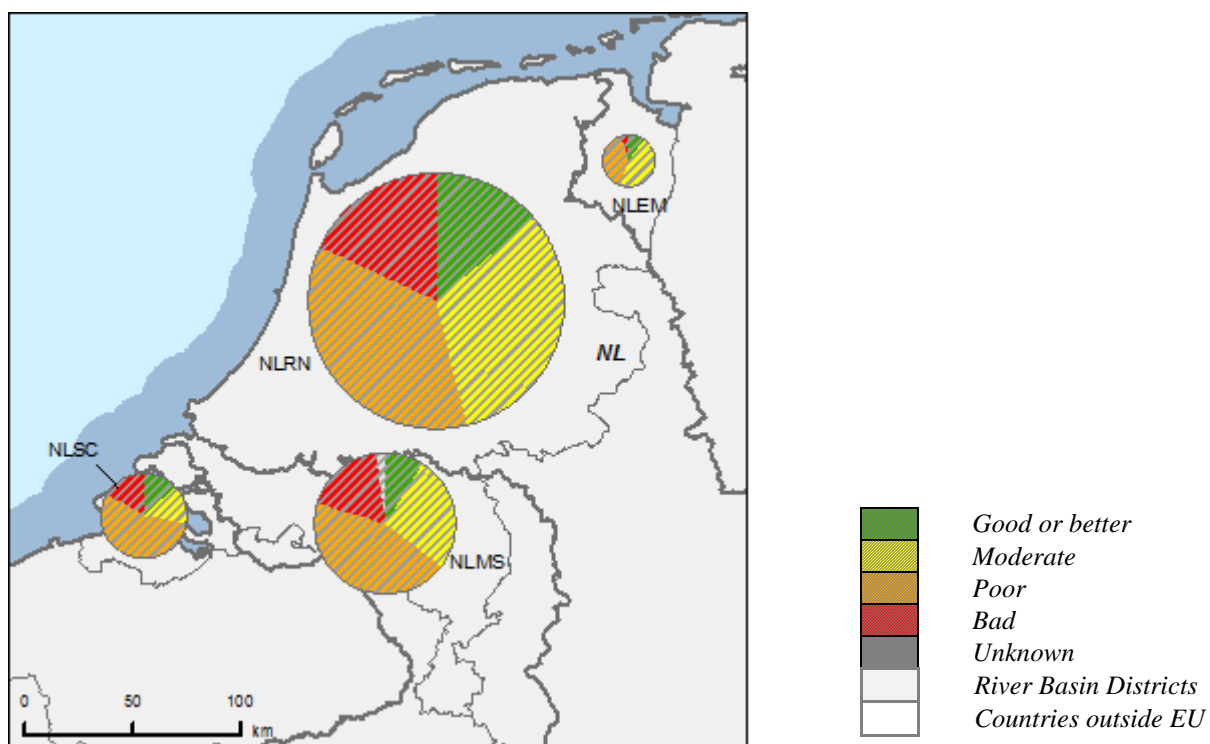 NLEM
NL
NLRN
NLSC
NLMS
0 50 100
km
Good or better
Moderate
Poor
Bad
Unknown
River Basin Districts
Countries outside EU